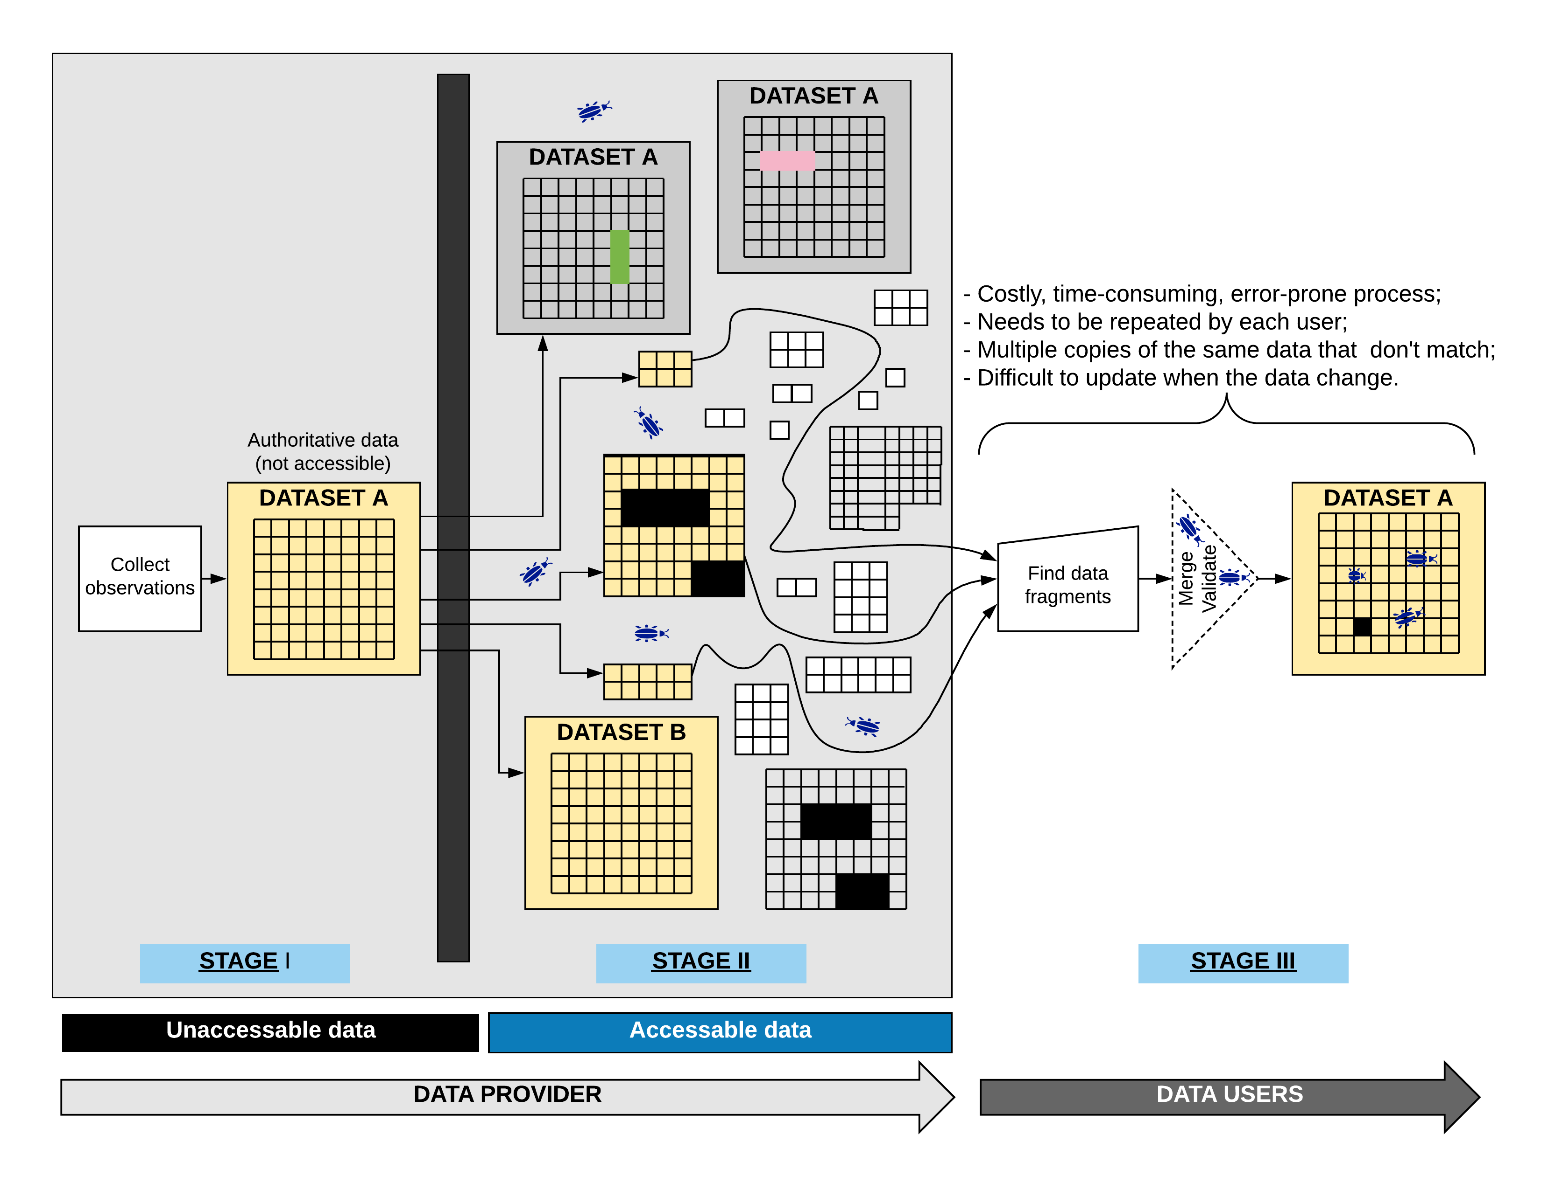 DATASET A
DATASET A
- Costly, time-consuming, error-prone process;
- Needs to be repeated by each user;
- Multiple copies of the same data that  don't match;
- Difficult to update when the data change.
Authoritative data
(not accessible)
DATASET A
Collect
observations
DATASET B
Find data
fragments
Merge
Validate
DATASET A
STAGE I
STAGE II
STAGE III
Unaccessable data
Accessable data
DATA PROVIDER
DATA USERS